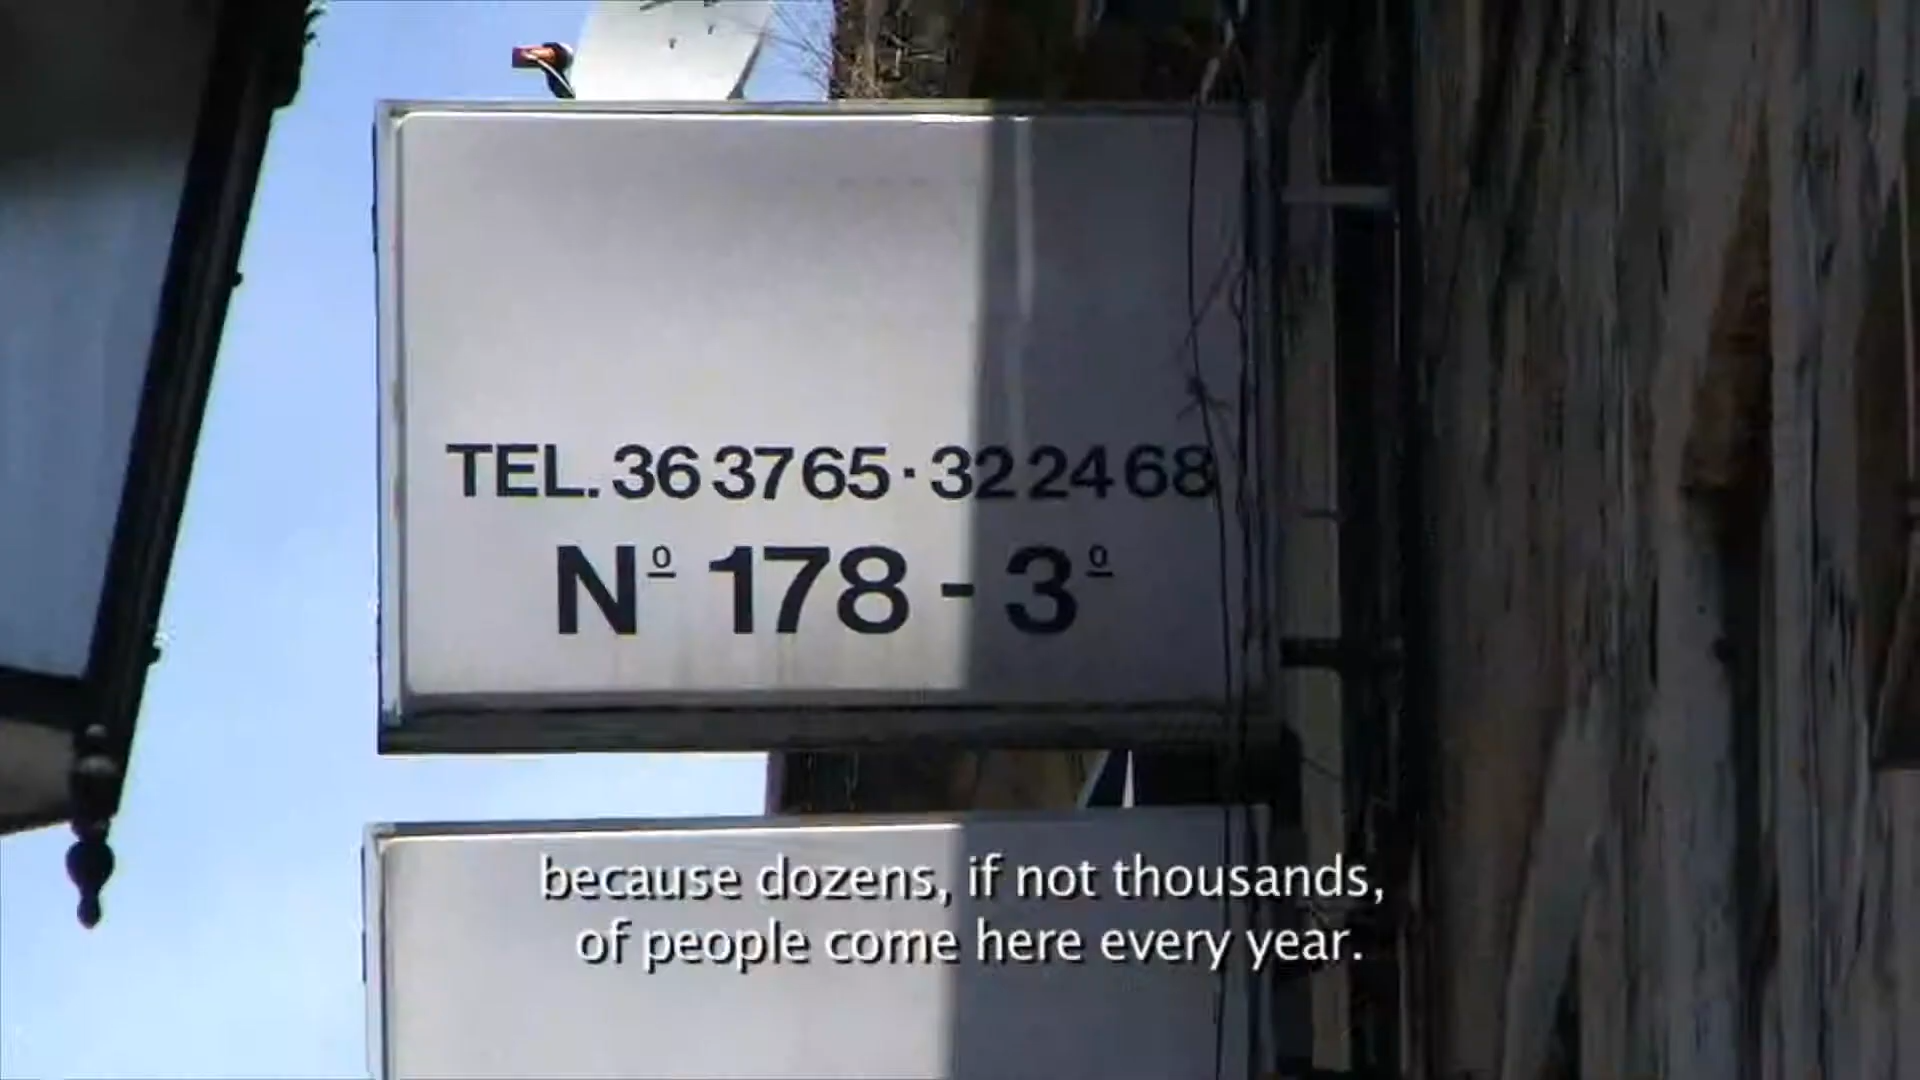 TEL. 36 37 65 · 32 24 68
Nº 178 - 3º
because dozens, if not thousands,
of people come here every year.